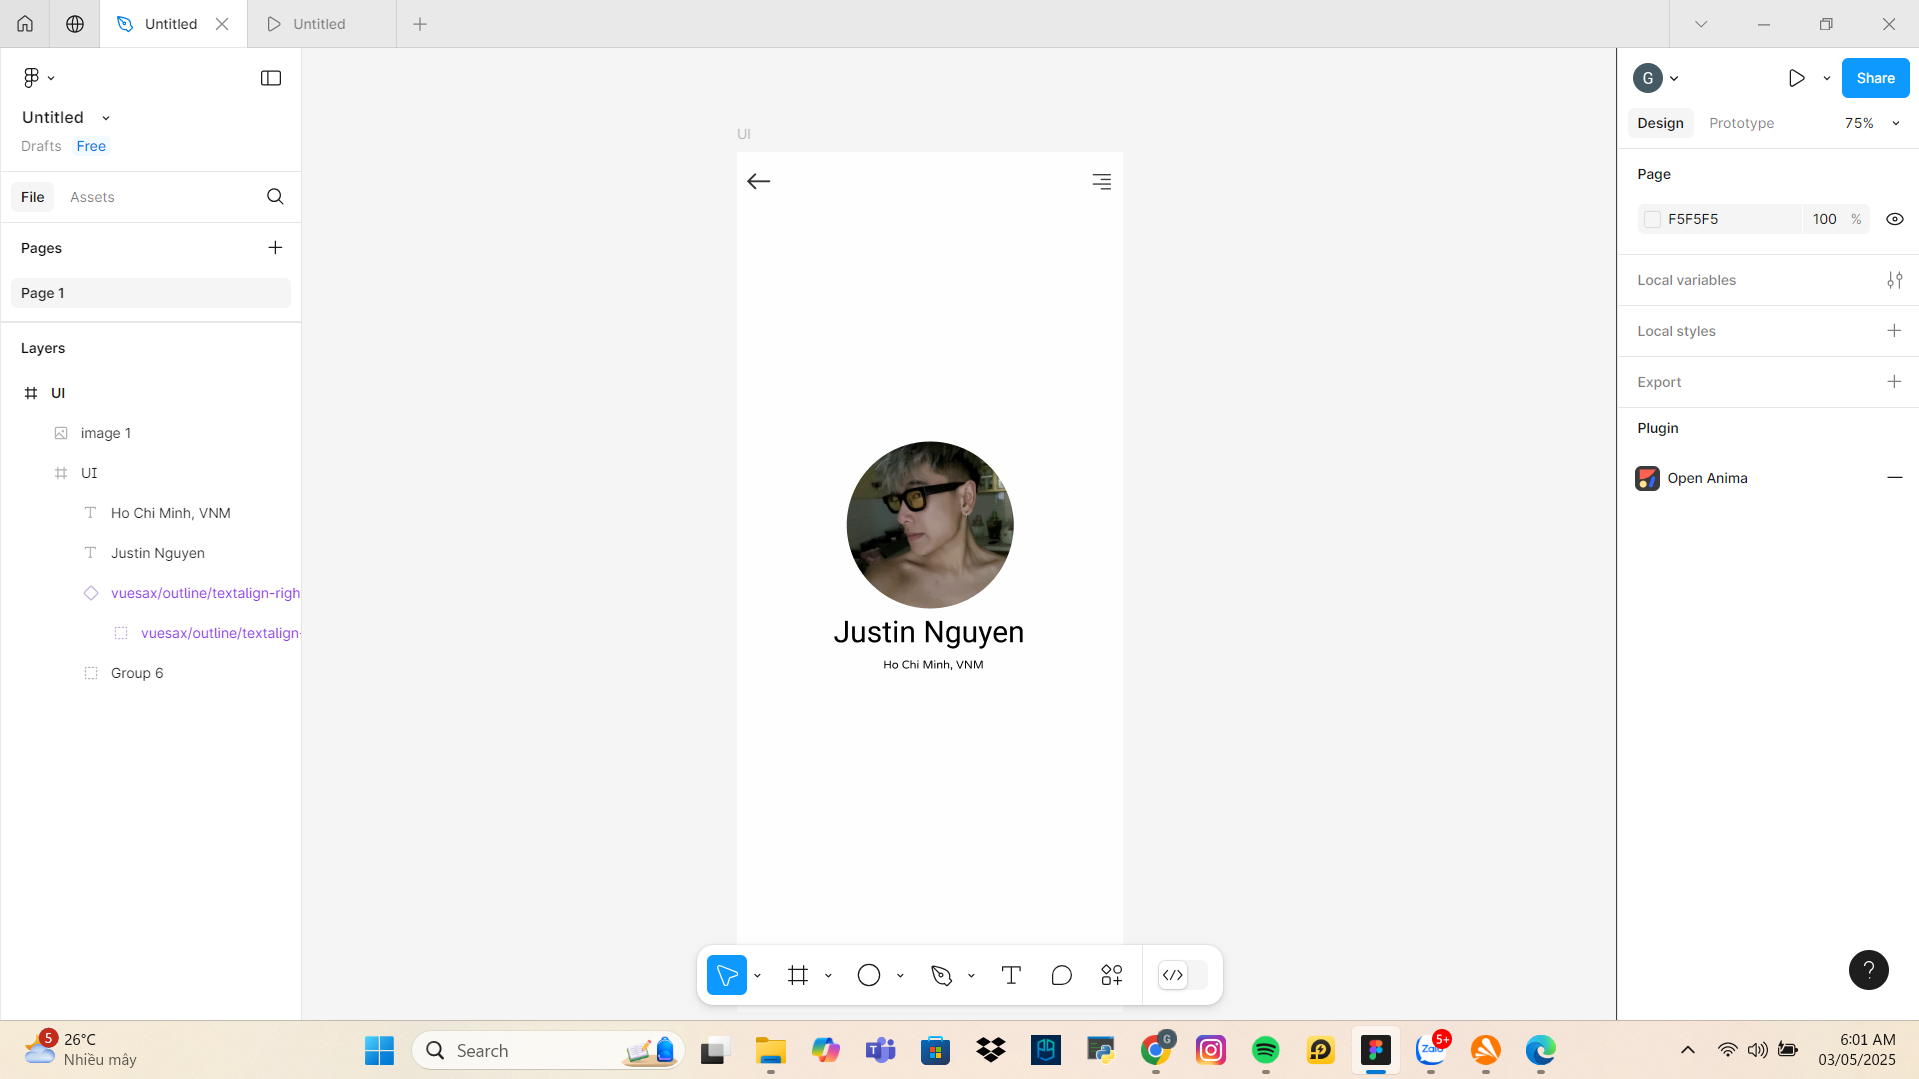 Untitled
Untitled
Untitled
Drafts Free
File Assets
Pages
Page 1
Layers
UI
image 1
UI
Ho Chi Minh, VNM
Justin Nguyen
vuesax/outline/textalign-righ
vuesax/outline/textalign-
Group 6
UI
Justin Nguyen
Ho Chi Minh, VNM
G
Share
Design Prototype 75%
Page
F5F5F5 100 %
Local variables
Local styles
Export
Plugin
Open Anima
?
5
26°C
Nhiều mây
Search
G
Zalo
5+
6:01 AM
03/05/2025